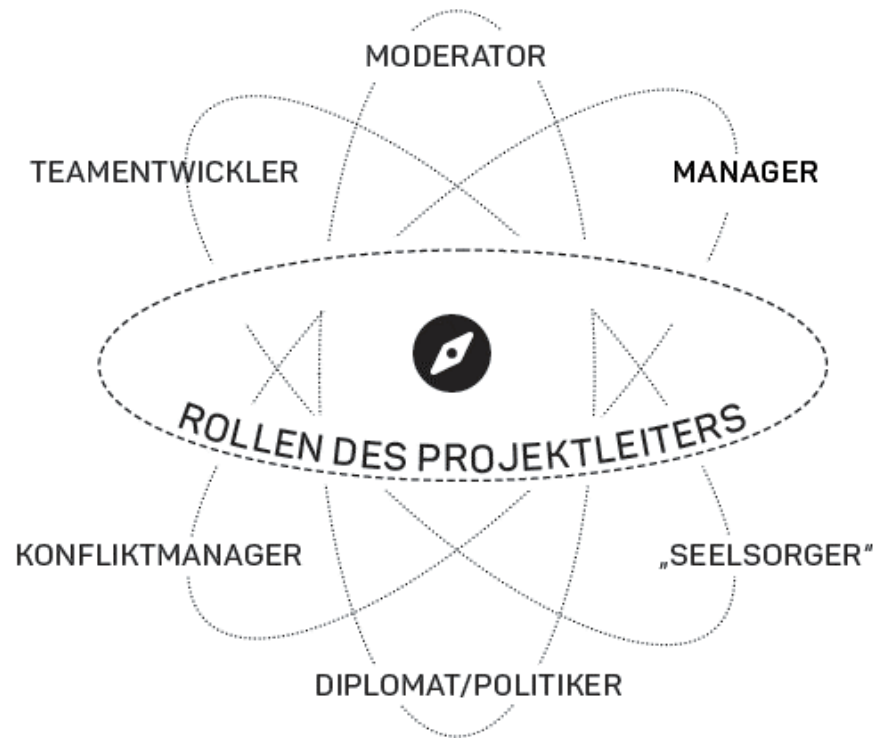 MODERATOR
TEAMENTWICKLER
MANAGER
ROLLEN DES PROJEKTLEITERS
KONFLIKTMANAGER
„SEELSORGER“
DIPLOMAT/POLITIKER